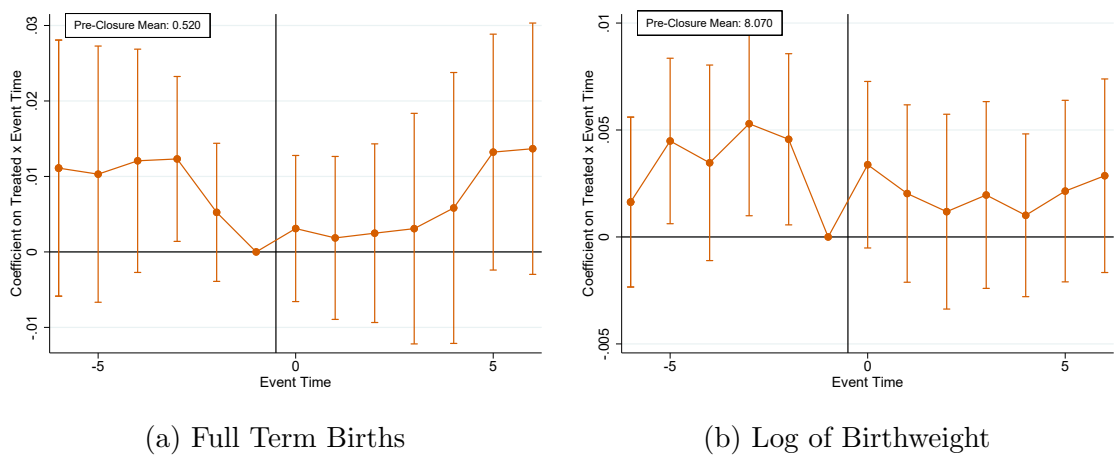 Pre-Closure Mean: 0.520
Coefficient on Treated x Event Time
.03
.02
.01
0
-.01
-5
0
5
Event Time
(a) Full Term Births
Pre-Closure Mean: 8.070
Coefficient on Treated x Event Time
.01
.005
0
-.005
-5
0
5
Event Time
(b) Log of Birthweight